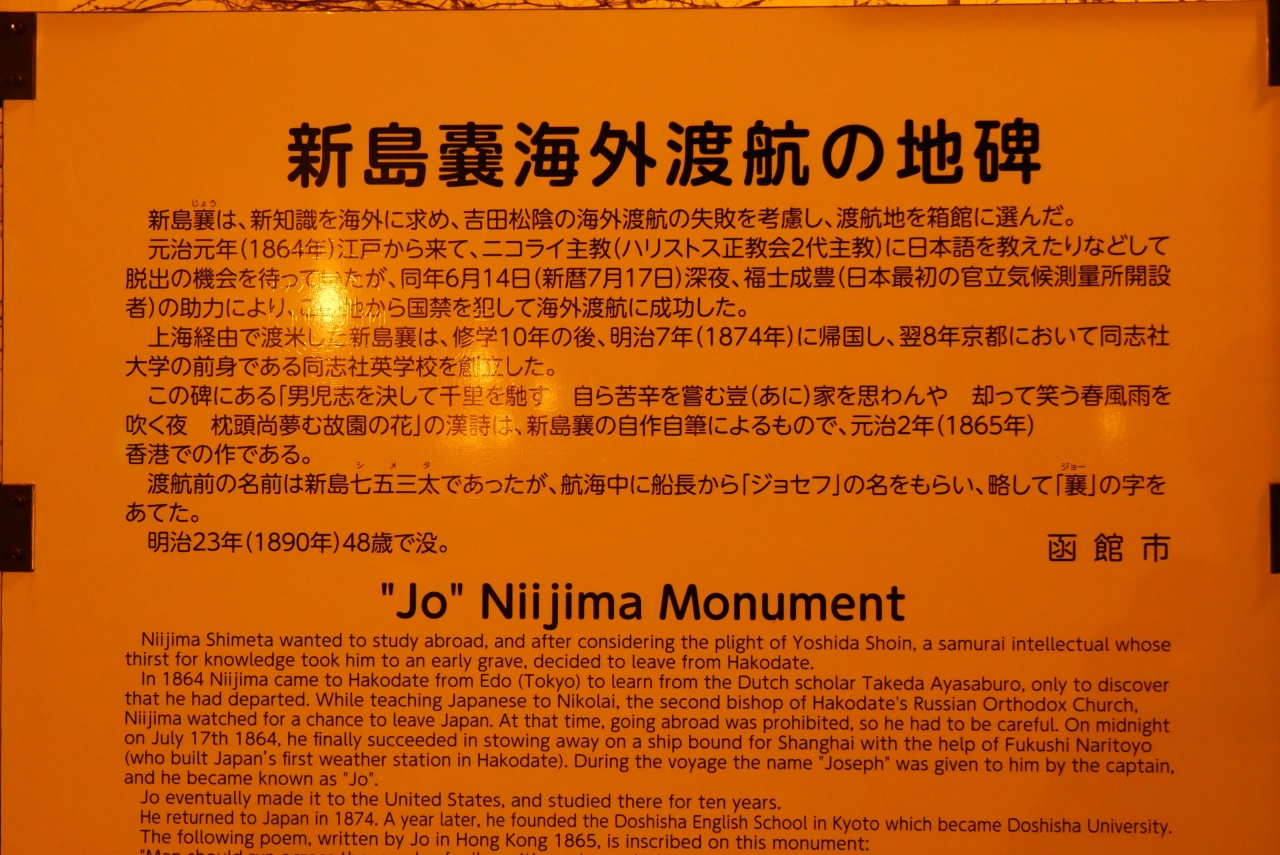 新島襄海外渡航の地碑
じょう
新島襄は、新知識を海外に求め、吉田松陰の海外渡航の失敗を考慮し、渡航地を箱館に選んだ。
元治元年(1864年)江戸から来て、ニコライ主教(ハリストス正教会2代主教)に日本語を教えたりなどして
脱出の機会を待っていたが、同年6月14日(新暦7月17日)深夜、福士成豊(日本最初の官立気候測量所開設
者)の助力により、この地から国禁を犯して海外渡航に成功した。
上海経由で渡米した新島襄は、修学10年の後、明治7年(1874年)に帰国し、翌8年京都において同志社
大学の前身である同志社英学校を創立した。
この碑にある「男児志を決して千里を馳す　自ら苦辛を嘗む豈(あに)家を思わんや　却って笑う春風雨を
吹く夜　枕頭尚夢む故園の花」の漢詩は、新島襄の自作自筆によるもので、元治2年(1865年)
香港での作である。
シメタ ジョー
渡航前の名前は新島七五三太であったが、航海中に船長から「ジョセフ」の名をもらい、略して「襄」の字を
あてた。
明治23年(1890年)48歳で没。
函館市
"Jo" Niijima Monument
Niijima Shimeta wanted to study abroad, and after considering the plight of Yoshida Shoin, a samurai intellectual whose
thirst for knowledge took him to an early grave, decided to leave from Hakodate.
In 1864 Niijima came to Hakodate from Edo (Tokyo) to learn from the Dutch scholar Takeda Ayasaburo, only to discover
that he had departed. While teaching Japanese to Nikolai, the second bishop of Hakodate's Russian Orthodox Church,
Niijima watched for a chance to leave Japan. At that time, going abroad was prohibited, so he had to be careful. On midnight
on July 17th 1864, he finally succeeded in stowing away on a ship bound for Shanghai with the help of Fukushi Naritoyo
(who built Japan's first weather station in Hakodate). During the voyage the name "Joseph" was given to him by the captain,
and he became known as "Jo".
Jo eventually made it to the United States, and studied there for ten years.
He returned to Japan in 1874. A year later, he founded the Doshisha English School in Kyoto which became Doshisha University.
The following poem, written by Jo in Hong Kong 1865, is inscribed on this monument: